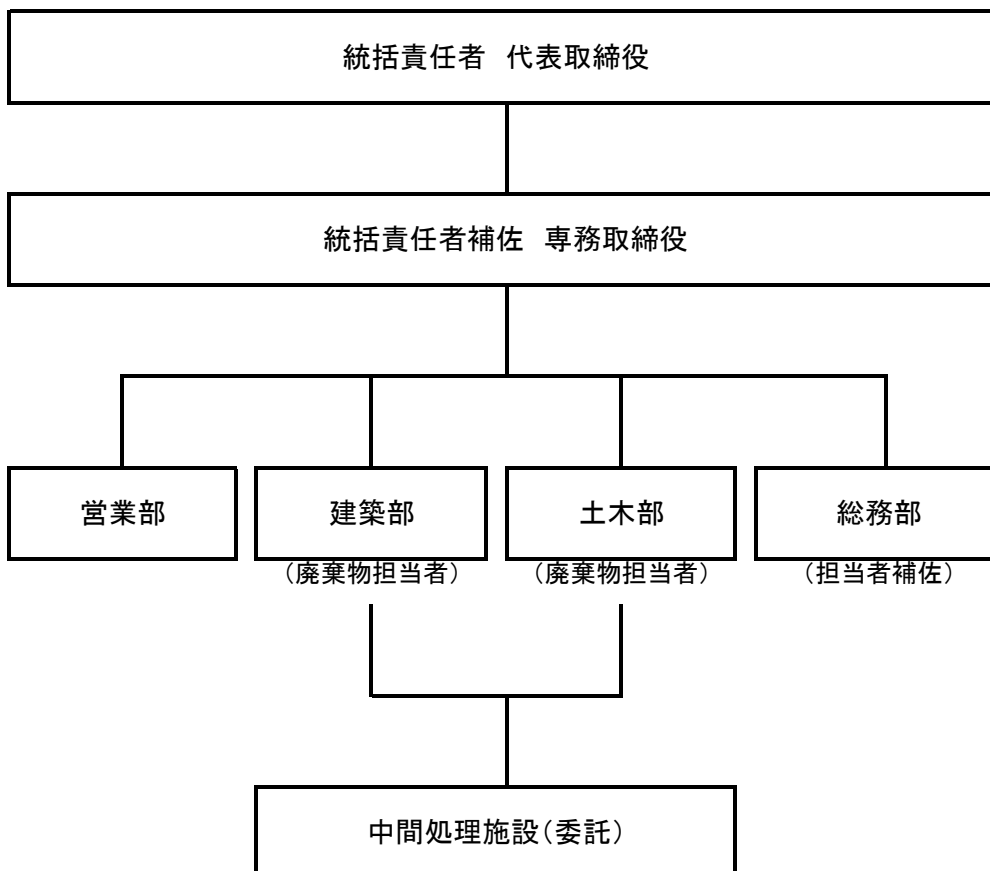 統括責任者 代表取締役
統括責任者補佐 専務取締役
営業部 建築部 土木部 総務部
(廃棄物担当者) (廃棄物担当者) (担当者補佐)
中間処理施設(委託)